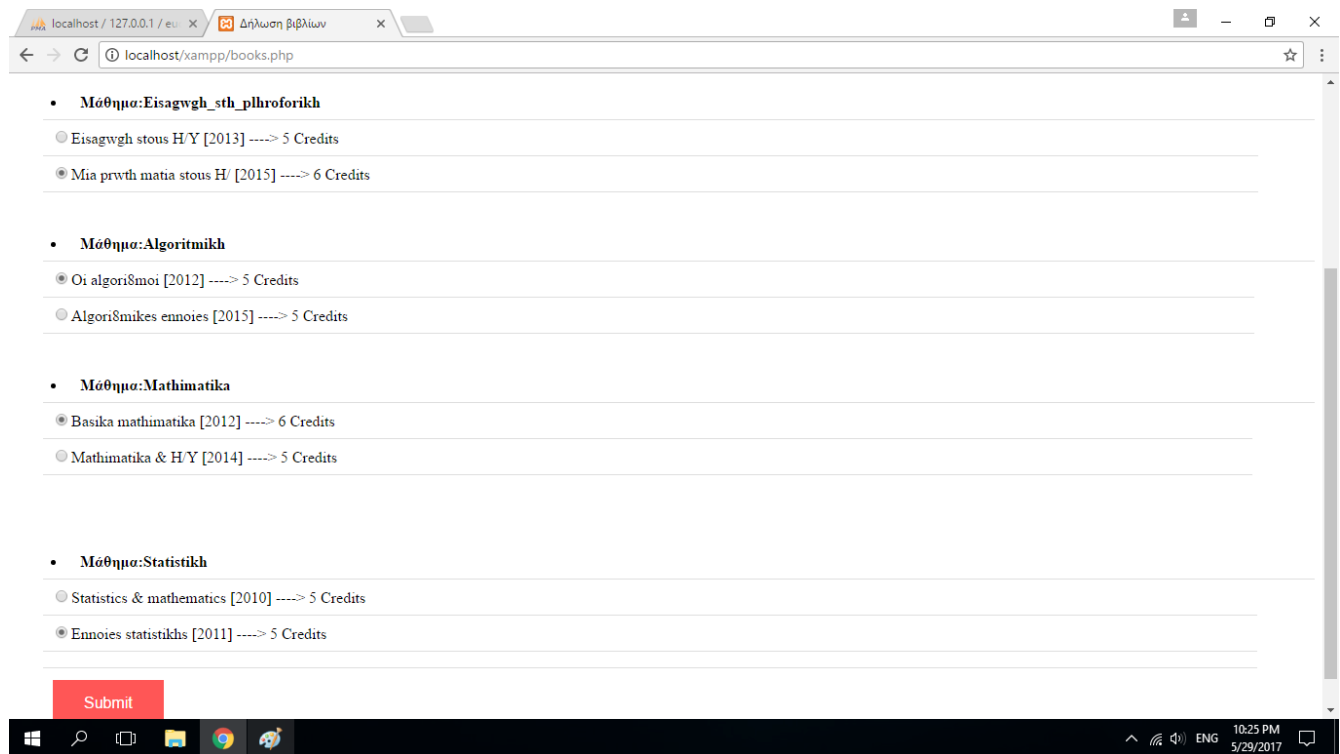 localhost / 127.0.0.1 / eu
Δήλωση βιβλίων
localhost/xampp/books.php
Μάθημα:Eisagwgh_sth_plhroforikh
Eisagwgh stous H/Y [2013] ----> 5 Credits
Mia prwth matia stous H/ [2015] ----> 6 Credits
Μάθημα:Algoritmikh
Oi algori8moi [2012] ----> 5 Credits
Algori8mikes ennoies [2015] ----> 5 Credits
Μάθημα:Mathimatika
Basika mathimatika [2012] ----> 6 Credits
Mathimatika & H/Y [2014] ----> 5 Credits
Μάθημα:Statistikh
Statistics & mathematics [2010] ----> 5 Credits
Ennoies statistikhs [2011] ----> 5 Credits
Submit
ENG
10:25 PM
5/29/2017